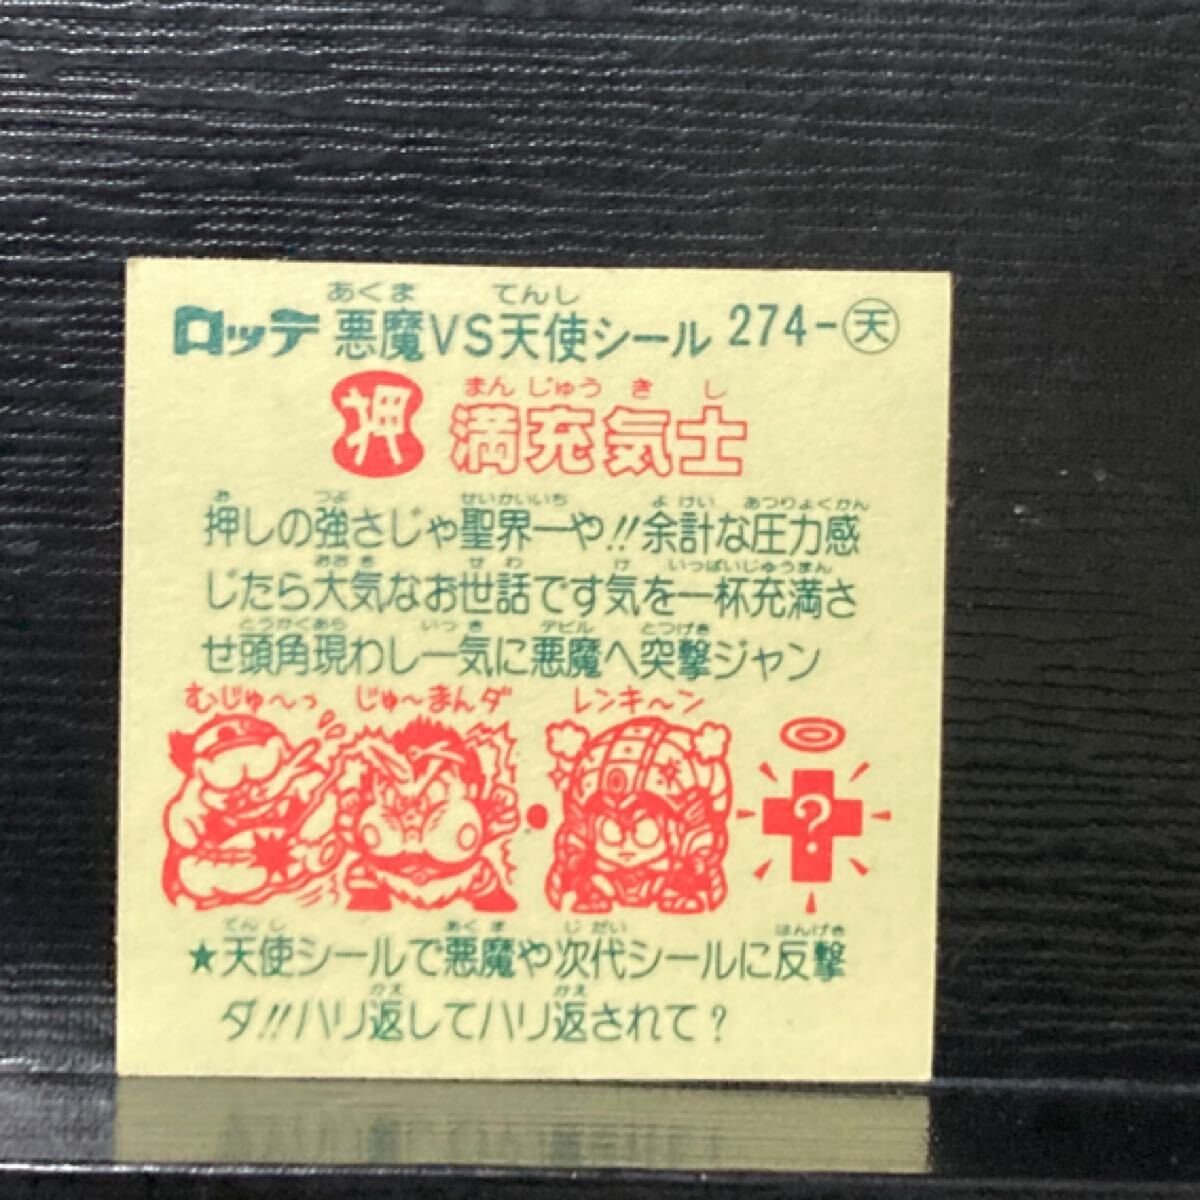 あくま てんし
ロッテ 悪魔VS天使シール 274-天
まん じゅう き し
押 満充気士
お つよ せいかいいち よけい あつりょくかん
押しの強さじゃ聖界一や!!余計な圧力感
おおき せわ け いっぱいじゅうまん
じたら大気なお世話です気を一杯充満さ
とうかくあら いっき デビル とつげき
せ頭角現わし一気に悪魔へ突撃ジャン
むじゅ〜っ じゅ〜まんダ レンキ〜ン
?
てんし あくま じだい はんげき
★天使シールで悪魔や次代シールに反撃
かえ かえ
ダ!!ハリ返してハリ返されて?